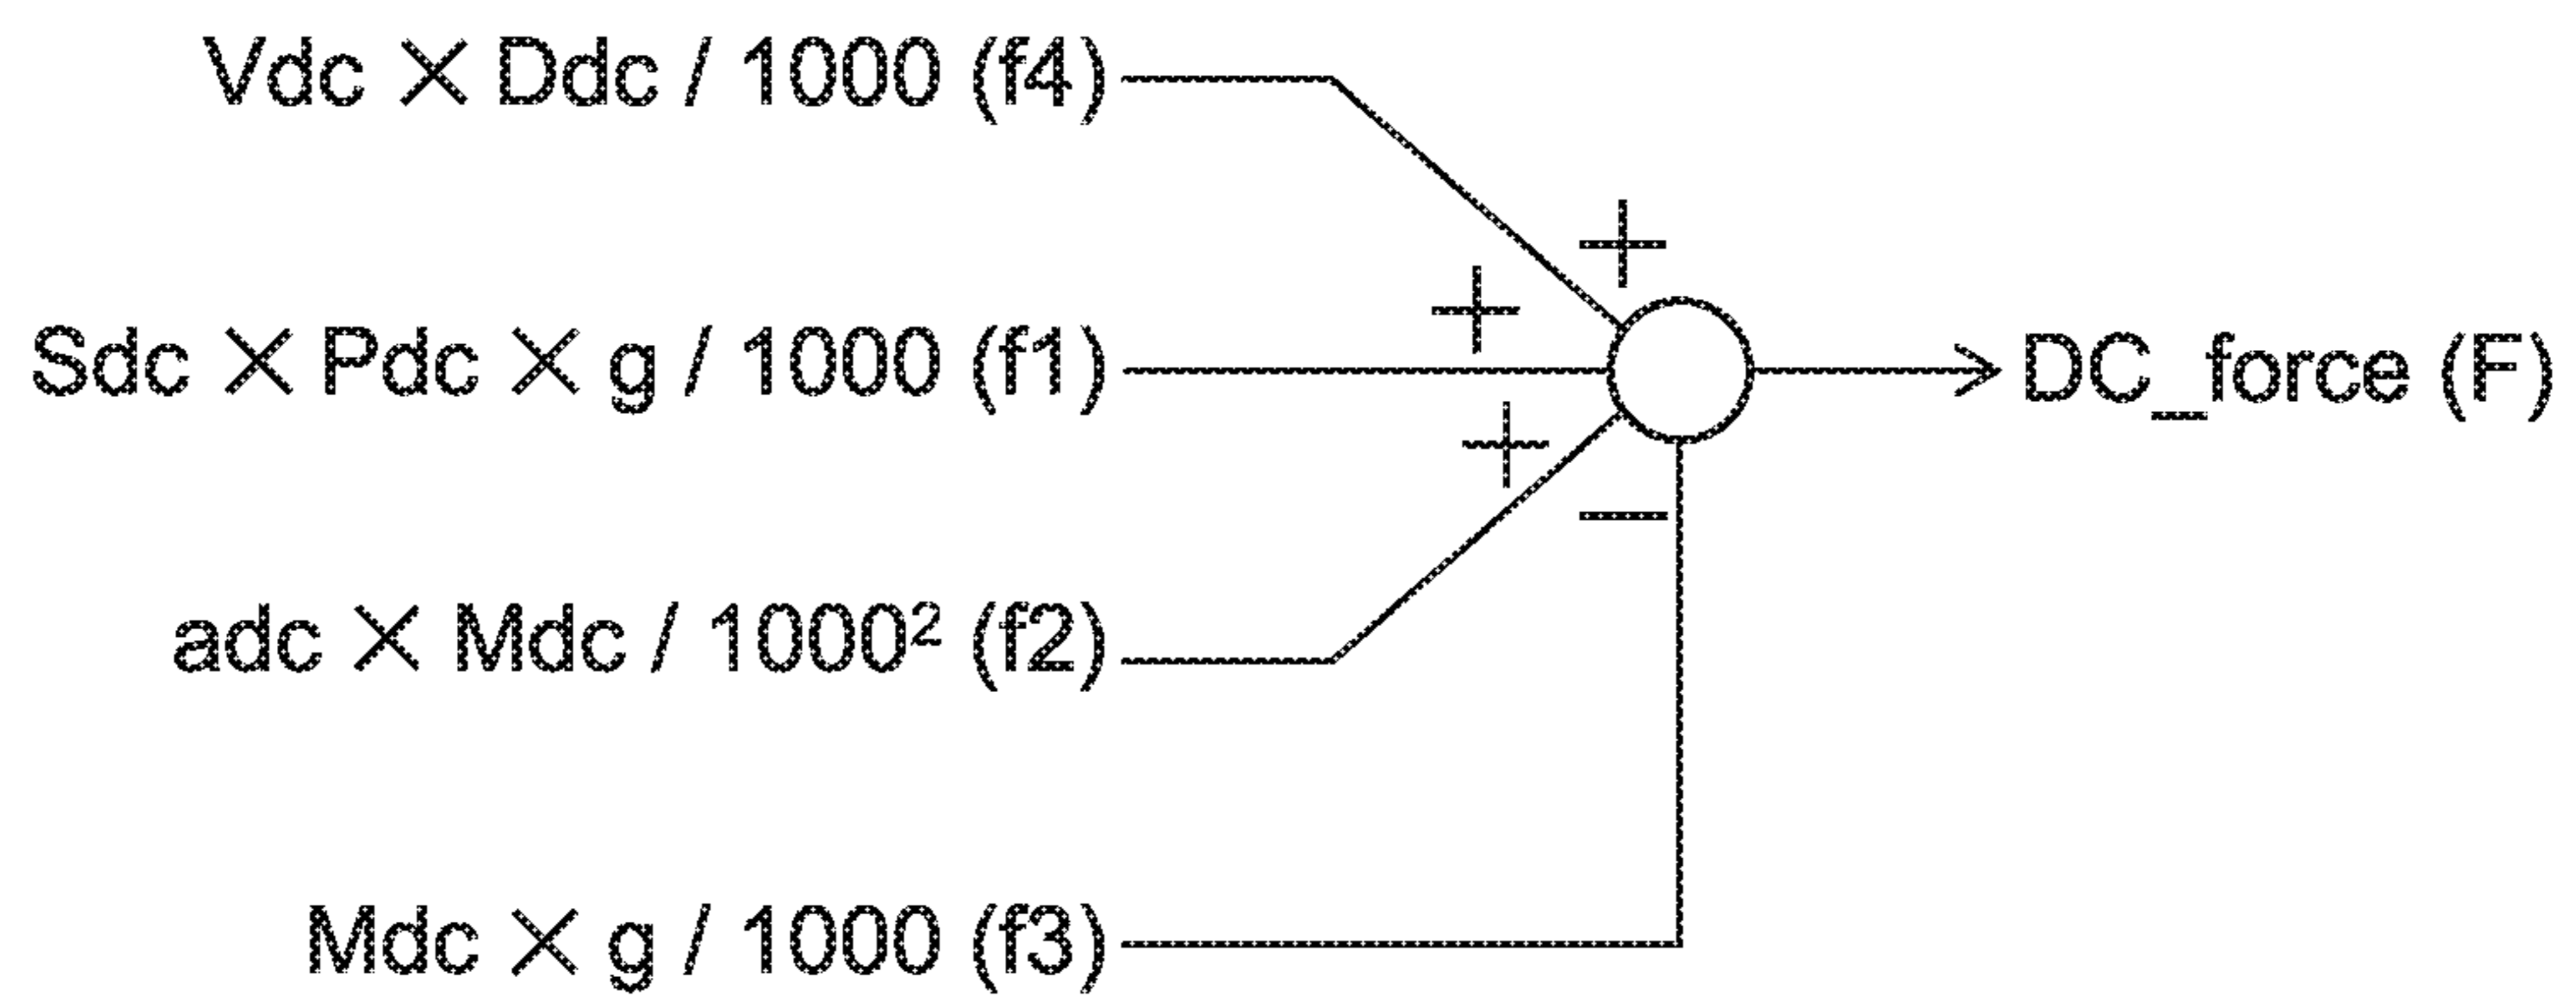 Vdc × Ddc / 1000 (f4)
+
+
Sdc × Pdc × g / 1000 (f1)
DC_force (F)
+
−
adc × Mdc / 1000² (f2)
Mdc × g / 1000 (f3)